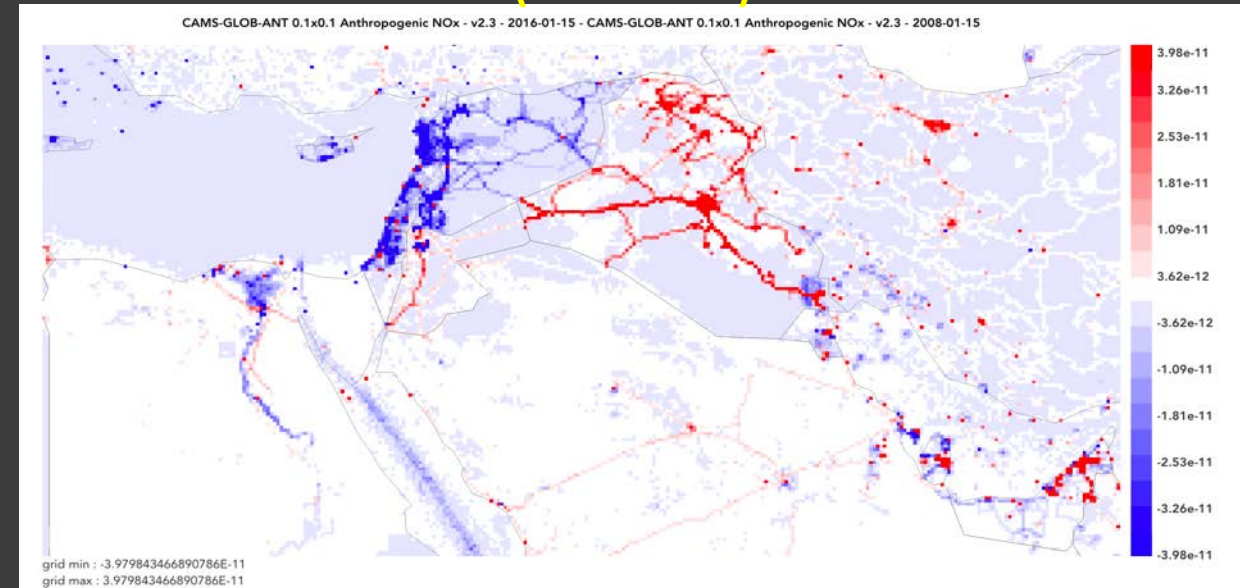 CAMS-GLOB-ANT 0.1x0.1 Anthropogenic NOx - v2.3 - 2016-01-15 - CAMS-GLOB-ANT 0.1x0.1 Anthropogenic NOx - v2.3 - 2008-01-15
3.98e-11
3.26e-11
2.53e-11
1.81e-11
1.09e-11
3.62e-12
-3.62e-12
-1.09e-11
-1.81e-11
-2.53e-11
-3.26e-11
-3.98e-11
grid min : -3.979843466890786E-11
grid max : 3.979843466890786E-11